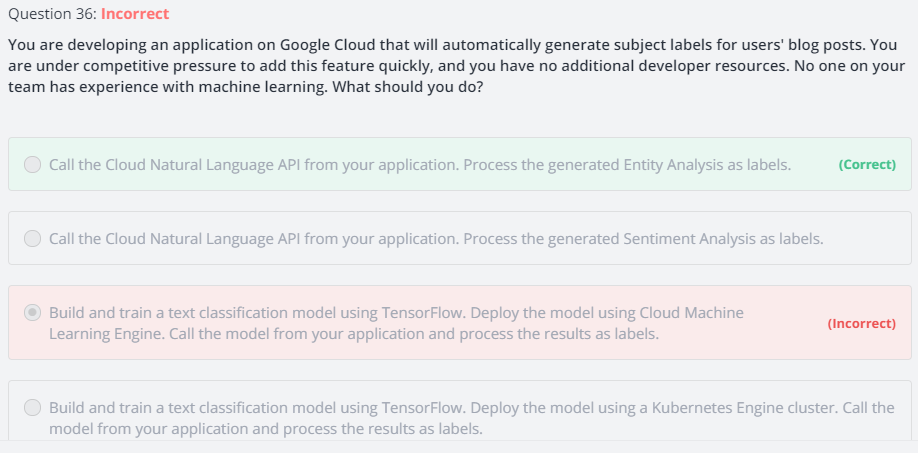 Question 36: Incorrect
You are developing an application on Google Cloud that will automatically generate subject labels for users' blog posts. You
are under competitive pressure to add this feature quickly, and you have no additional developer resources. No one on your
team has experience with machine learning. What should you do?
Call the Cloud Natural Language API from your application. Process the generated Entity Analysis as labels. (Correct)
Call the Cloud Natural Language API from your application. Process the generated Sentiment Analysis as labels.
Build and train a text classification model using TensorFlow. Deploy the model using Cloud Machine
Learning Engine. Call the model from your application and process the results as labels.
(Incorrect)
Build and train a text classification model using TensorFlow. Deploy the model using a Kubernetes Engine cluster. Call the
model from your application and process the results as labels.